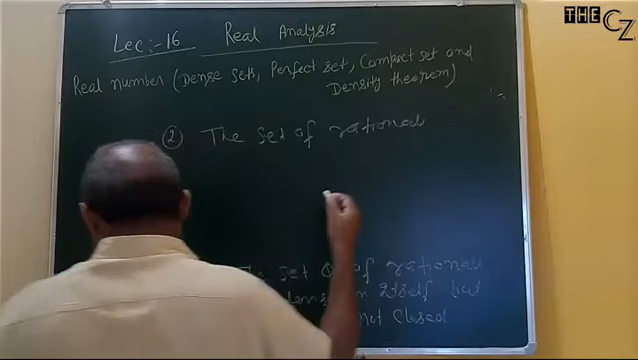 THE CZ
Lec:-16 Real Analysis
Real number (Dense sets, Perfect set, Compact set and
Density theorem)
② The set of rational
The set Q of rational
dense in itself but
not closed